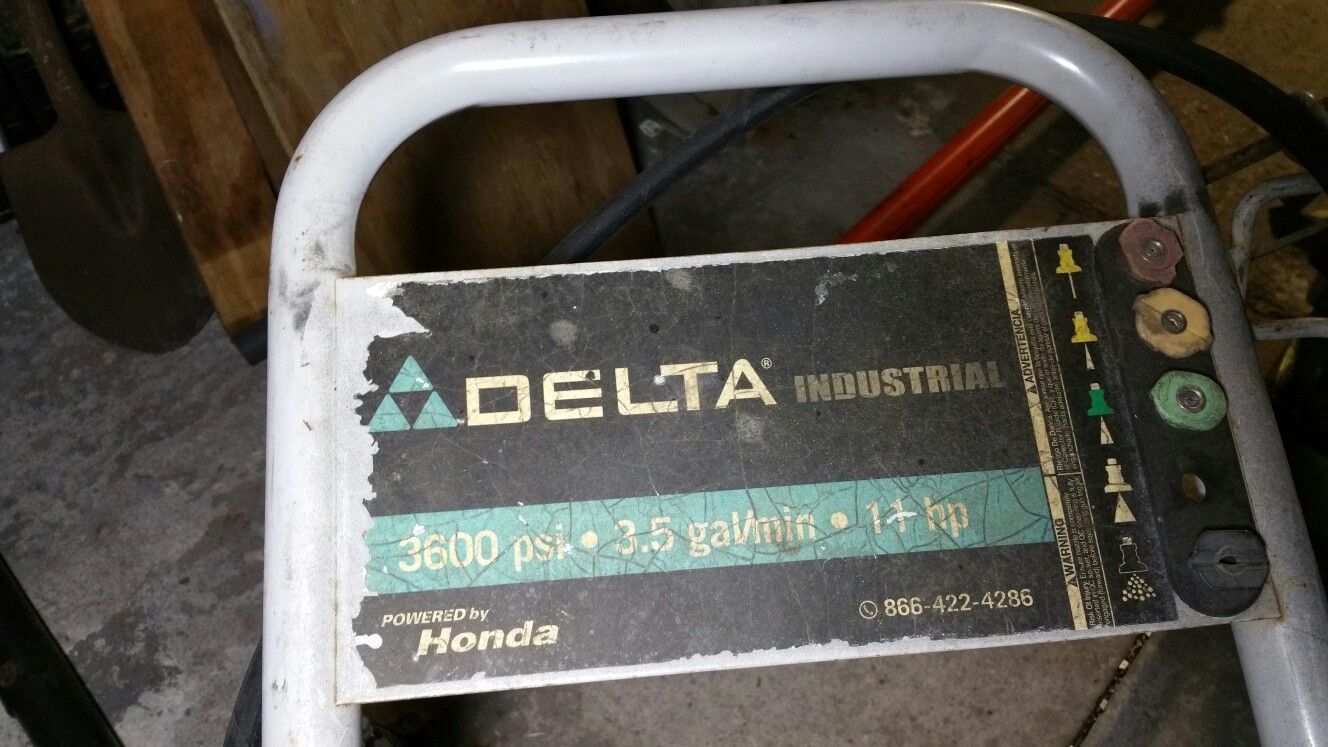 DELTA® INDUSTRIAL
3600 psi • 3.5 gal/min • 11 hp
POWERED by
Honda
866-422-4286
ADVERTENCIA
WARNING